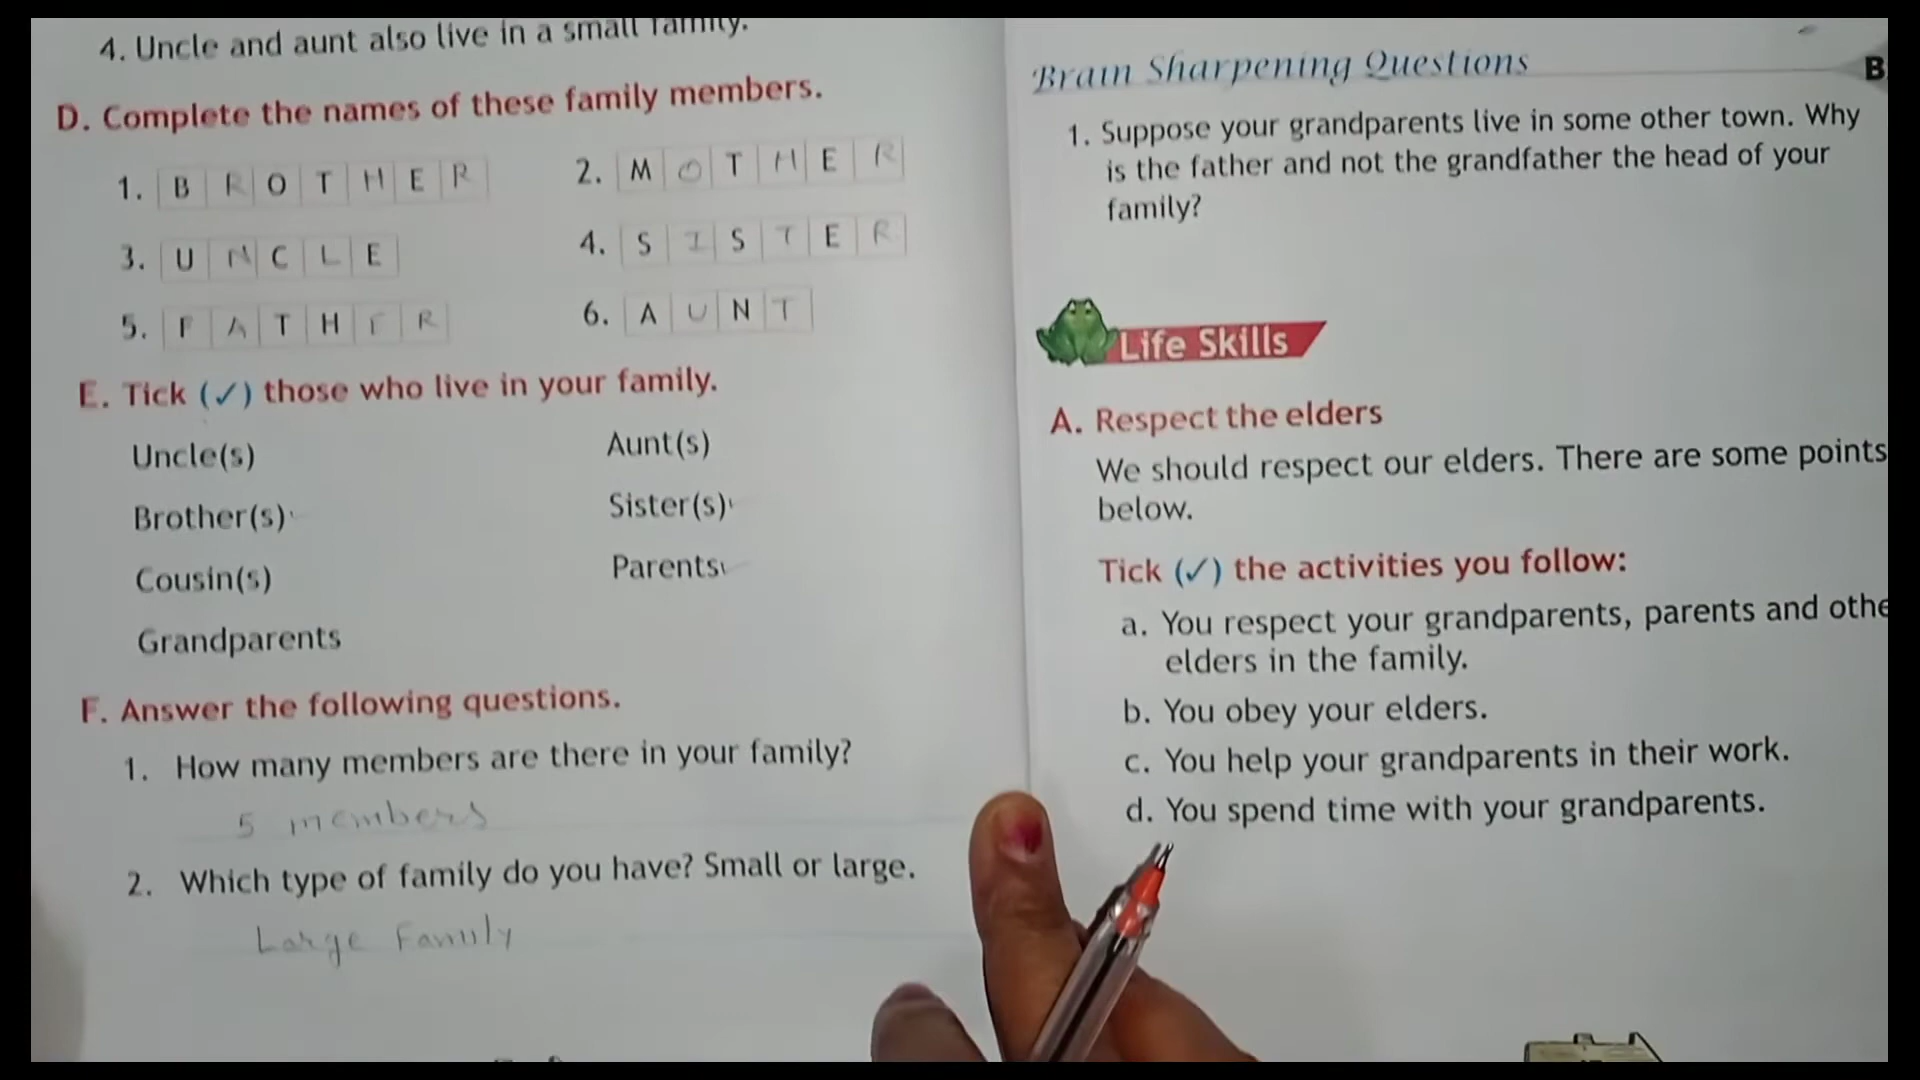 4. Uncle and aunt also live in a small family.
D. Complete the names of these family members.
1. B R O T H E R 2. M O T H E R
3. U N C L E 4. S I S T E R
5. F A T H E R 6. A U N T
E. Tick (✓) those who live in your family.
Uncle(s) Aunt(s)
Brother(s) Sister(s)
Cousin(s) Parents
Grandparents
F. Answer the following questions.
1. How many members are there in your family?
5 members
2. Which type of family do you have? Small or large.
Large Family
Brain Sharpening Questions
B
1. Suppose your grandparents live in some other town. Why
is the father and not the grandfather the head of your
family?
Life Skills
A. Respect the elders
We should respect our elders. There are some points
below.
Tick (✓) the activities you follow:
a. You respect your grandparents, parents and othe
elders in the family.
b. You obey your elders.
c. You help your grandparents in their work.
d. You spend time with your grandparents.